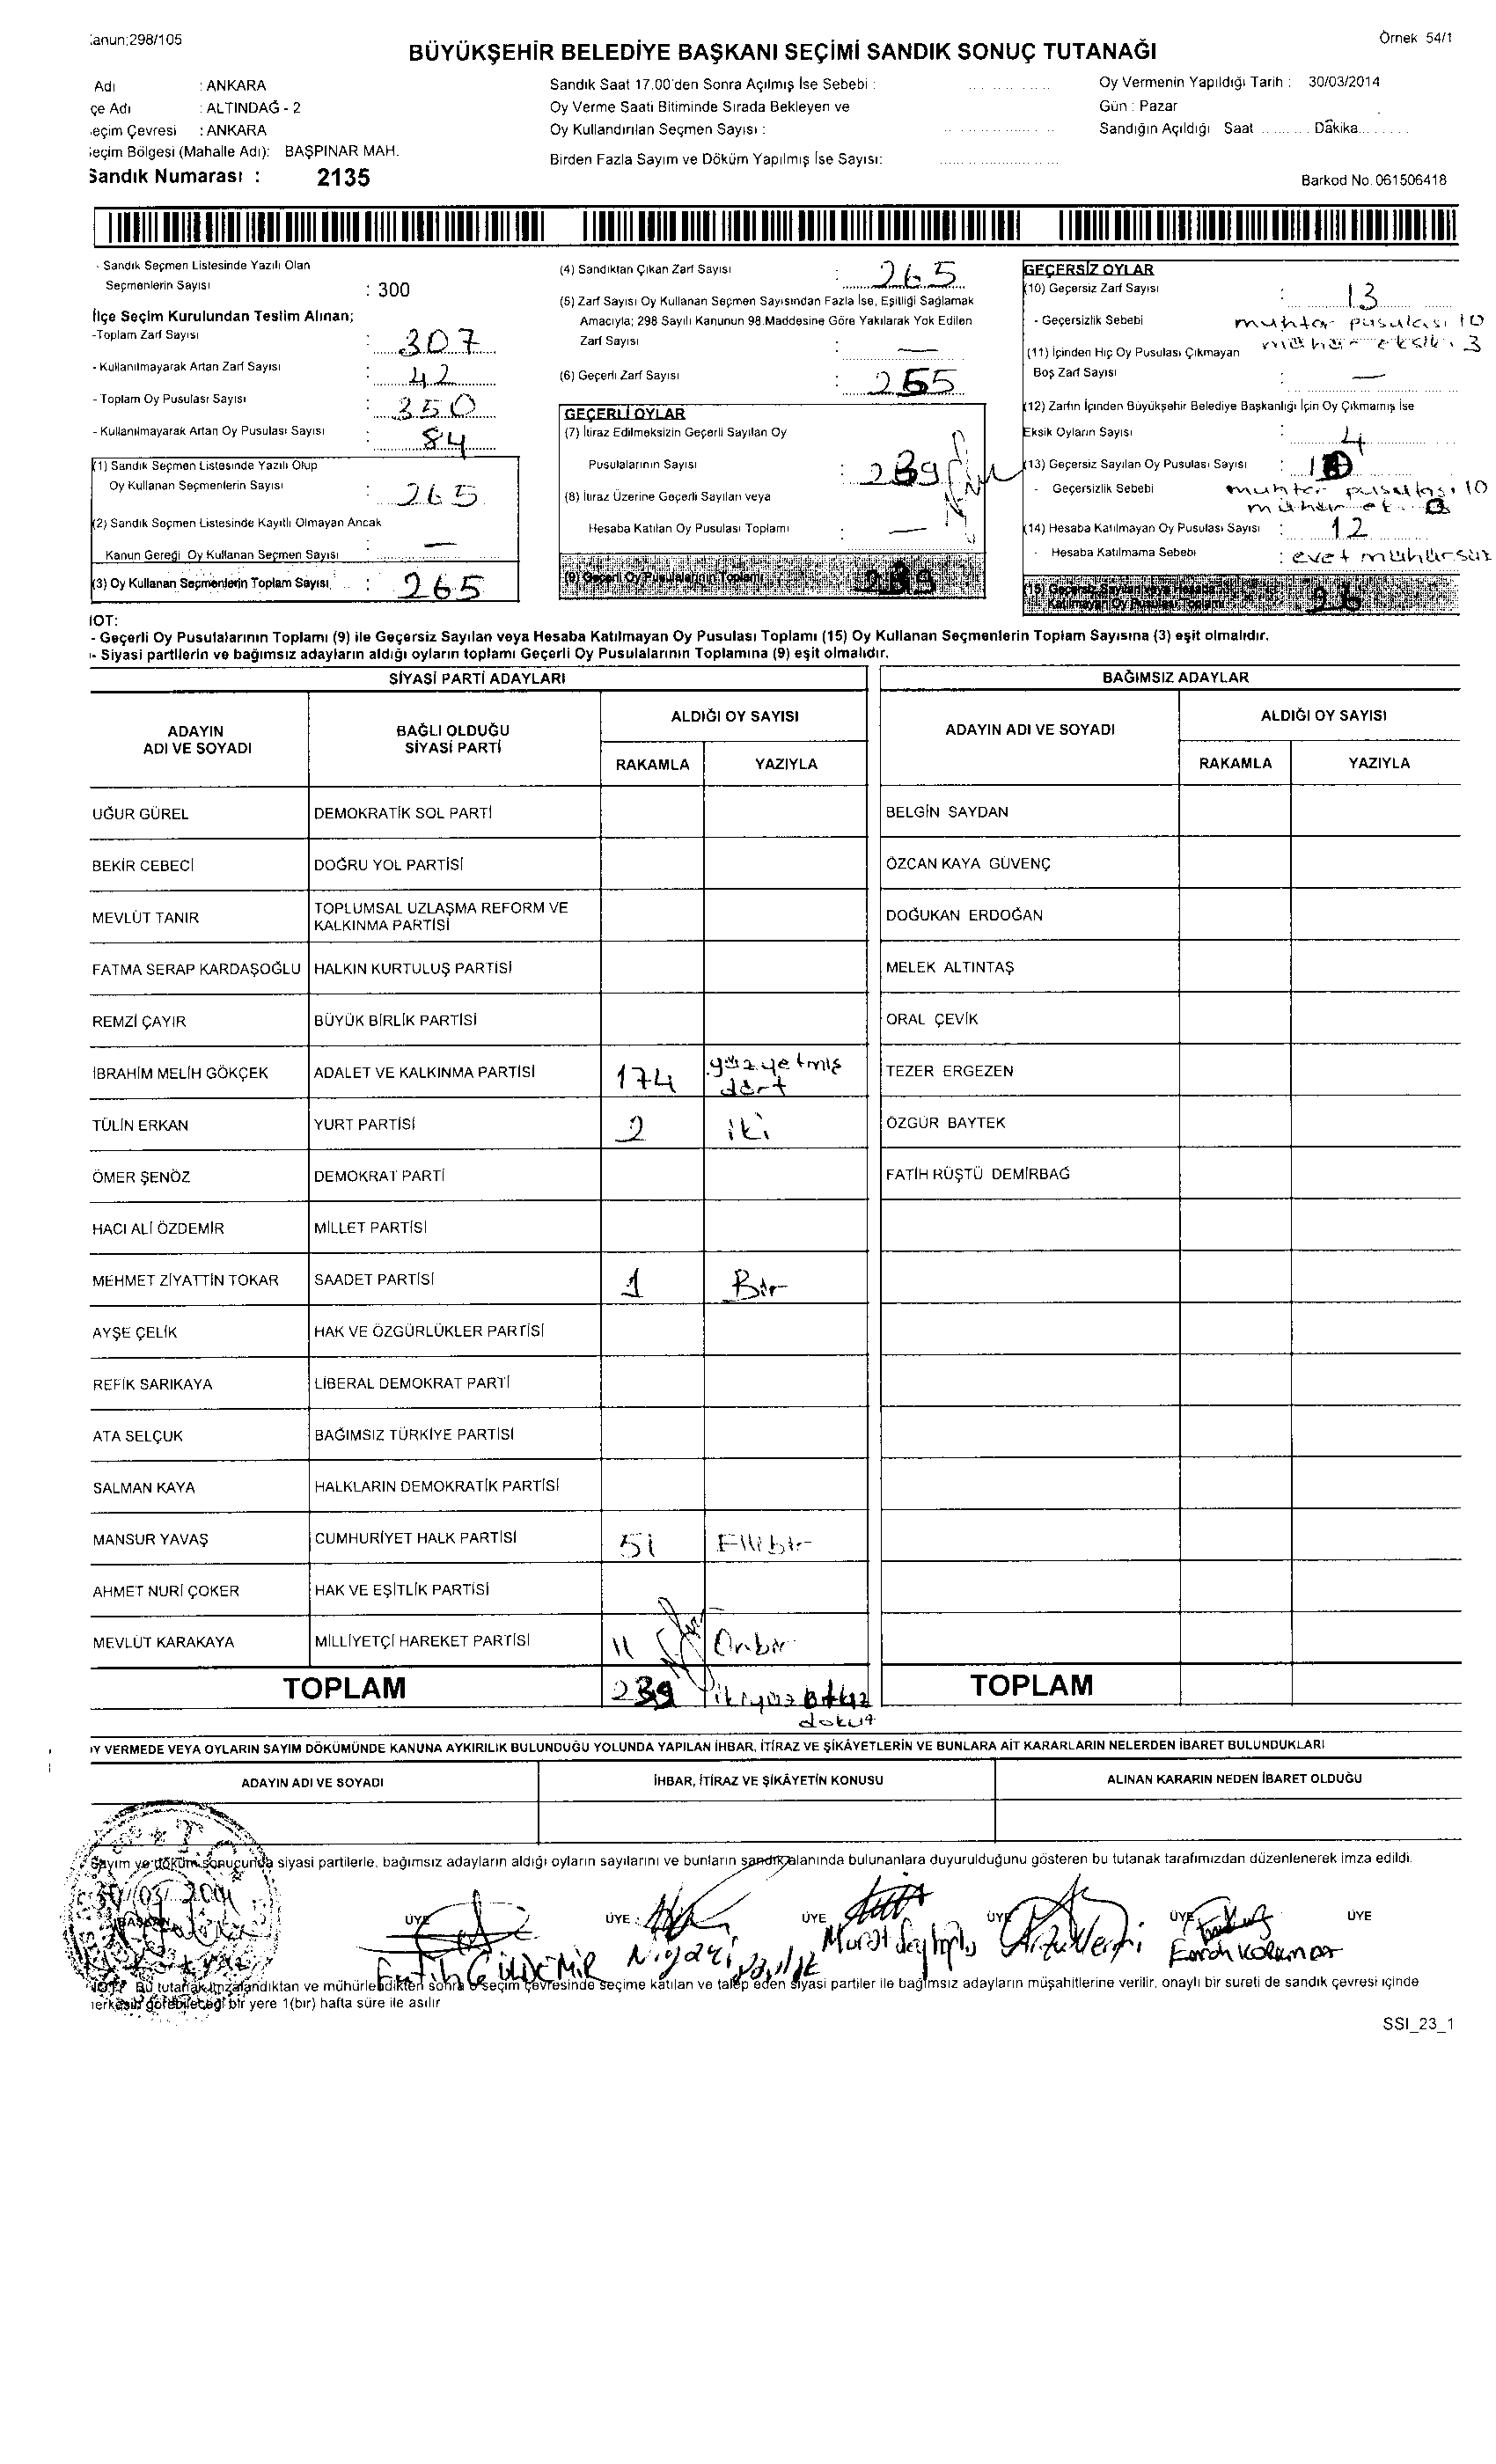 anun;298/105
Örnek 54/1
BÜYÜKŞEHİR BELEDİYE BAŞKANI SEÇİMİ SANDIK SONUÇ TUTANAĞI
Adı : ANKARA
çe Adı : ALTINDAĞ - 2
eçim Çevresi : ANKARA
eçim Bölgesi (Mahalle Adı): BAŞPINAR MAH.
Sandık Numarası : 2135
Sandık Saat 17.00'den Sonra Açılmış İse Sebebi :
Oy Verme Saati Bitiminde Sırada Bekleyen ve
Oy Kullandırılan Seçmen Sayısı :
Birden Fazla Sayım ve Döküm Yapılmış İse Sayısı:
Oy Vermenin Yapıldığı Tarih : 30/03/2014
Gün : Pazar
Sandığın Açıldığı Saat .......... Dakika........
Barkod No.061506418
- Sandık Seçmen Listesinde Yazılı Olan
Seçmenlerin Sayısı : 300
İlçe Seçim Kurulundan Teslim Alınan;
-Toplam Zarf Sayısı : 307
- Kullanılmayarak Artan Zarf Sayısı : 42
- Toplam Oy Pusulası Sayısı : 350
- Kullanılmayarak Artan Oy Pusulası Sayısı : 84
(1) Sandık Seçmen Listesinde Yazılı Olup
Oy Kullanan Seçmenlerin Sayısı : 265
(2) Sandık Seçmen Listesinde Kayıtlı Olmayan Ancak
Kanun Gereği Oy Kullanan Seçmen Sayısı : —
(3) Oy Kullanan Seçmenlerin Toplam Sayısı : 265
(4) Sandıktan Çıkan Zarf Sayısı : 265
(5) Zarf Sayısı Oy Kullanan Seçmen Sayısından Fazla İse, Eşitliği Sağlamak
Amacıyla; 298 Sayılı Kanunun 98.Maddesine Göre Yakılarak Yok Edilen
Zarf Sayısı : —
(6) Geçerli Zarf Sayısı : 265
GEÇERLİ OYLAR
(7) İtiraz Edilmeksizin Geçerli Sayılan Oy
Pusulalarının Sayısı : 239
(8) İtiraz Üzerine Geçerli Sayılan veya
Hesaba Katılan Oy Pusulası Toplamı : —
(9) Geçerli Oy Pusulalarının Toplamı 239
GEÇERSİZ OYLAR
(10) Geçersiz Zarf Sayısı : 13
- Geçersizlik Sebebi muhtar pusulası 10
mühür eksik 3
(11) İçinden Hiç Oy Pusulası Çıkmayan
Boş Zarf Sayısı : —
(12) Zarfın İçinden Büyükşehir Belediye Başkanlığı İçin Oy Çıkmamış İse
Eksik Oyların Sayısı : 4
(13) Geçersiz Sayılan Oy Pusulası Sayısı : 10
- Geçersizlik Sebebi muhtar pusulası 10
(14) Hesaba Katılmayan Oy Pusulası Sayısı : 12
- Hesaba Katılmama Sebebi : evet mühürsüz
(15) Geçersiz Sayılan veya Hesaba
Katılmayan Oy Pusulası Toplamı 26
IOT:
- Geçerli Oy Pusulalarının Toplamı (9) ile Geçersiz Sayılan veya Hesaba Katılmayan Oy Pusulası Toplamı (15) Oy Kullanan Seçmenlerin Toplam Sayısına (3) eşit olmalıdır.
- Siyasi partilerin ve bağımsız adayların aldığı oyların toplamı Geçerli Oy Pusulalarının Toplamına (9) eşit olmalıdır.
SİYASİ PARTİ ADAYLARI BAĞIMSIZ ADAYLAR
ADAYIN ADI VE SOYADI BAĞLI OLDUĞU SİYASİ PARTİ ALDIĞI OY SAYISI ADAYIN ADI VE SOYADI ALDIĞI OY SAYISI
RAKAMLA YAZIYLA RAKAMLA YAZIYLA
UĞUR GÜREL DEMOKRATİK SOL PARTİ BELGİN SAYDAN
BEKİR CEBECİ DOĞRU YOL PARTİSİ ÖZCAN KAYA GÜVENÇ
MEVLÜT TANIR TOPLUMSAL UZLAŞMA REFORM VE KALKINMA PARTİSİ DOĞUKAN ERDOĞAN
FATMA SERAP KARDAŞOĞLU HALKIN KURTULUŞ PARTİSİ MELEK ALTINTAŞ
REMZİ ÇAYIR BÜYÜK BİRLİK PARTİSİ ORAL ÇEVİK
İBRAHİM MELİH GÖKÇEK ADALET VE KALKINMA PARTİSİ 174 yüzyetmiş dört TEZER ERGEZEN
TÜLİN ERKAN YURT PARTİSİ 2 iki ÖZGÜR BAYTEK
ÖMER ŞENÖZ DEMOKRAT PARTİ FATİH RÜŞTÜ DEMİRBAĞ
HACI ALİ ÖZDEMİR MİLLET PARTİSİ
MEHMET ZİYATTİN TOKAR SAADET PARTİSİ 1 Bir
AYŞE ÇELİK HAK VE ÖZGÜRLÜKLER PARTİSİ
REFİK SARIKAYA LİBERAL DEMOKRAT PARTİ
ATA SELÇUK BAĞIMSIZ TÜRKİYE PARTİSİ
SALMAN KAYA HALKLARIN DEMOKRATİK PARTİSİ
MANSUR YAVAŞ CUMHURİYET HALK PARTİSİ 51 Ellibir
AHMET NURİ ÇOKER HAK VE EŞİTLİK PARTİSİ
MEVLÜT KARAKAYA MİLLİYETÇİ HAREKET PARTİSİ 11 Onbir
TOPLAM 239 ikiyüz otuz dokuz TOPLAM
Y VERMEDE VEYA OYLARIN SAYIM DÖKÜMÜNDE KANUNA AYKIRILIK BULUNDUĞU YOLUNDA YAPILAN İHBAR, İTİRAZ VE ŞİKÂYETLERİN VE BUNLARA AİT KARARLARIN NELERDEN İBARET BULUNDUKLARI
ADAYIN ADI VE SOYADI İHBAR, İTİRAZ VE ŞİKÂYETİN KONUSU ALINAN KARARIN NEDEN İBARET OLDUĞU
Sayım ve döküm sonucunda siyasi partilerle, bağımsız adayların aldığı oyların sayılarını ve bunların sandık alanında bulunanlara duyurulduğunu gösteren bu tutanak tarafımızdan düzenlenerek imza edildi.
BAŞKAN ÜYE ÜYE : ÜYE ÜYE ÜYE ÜYE
Bu tutanak imzalandıktan ve mühürlendikten sonra seçim çevresinde seçime katılan ve talep eden siyasi partiler ile bağımsız adayların müşahitlerine verilir, onaylı bir sureti de sandık çevresi içinde
erkesin görebileceği bir yere 1(bir) hafta süre ile asılır
SSI_23_1